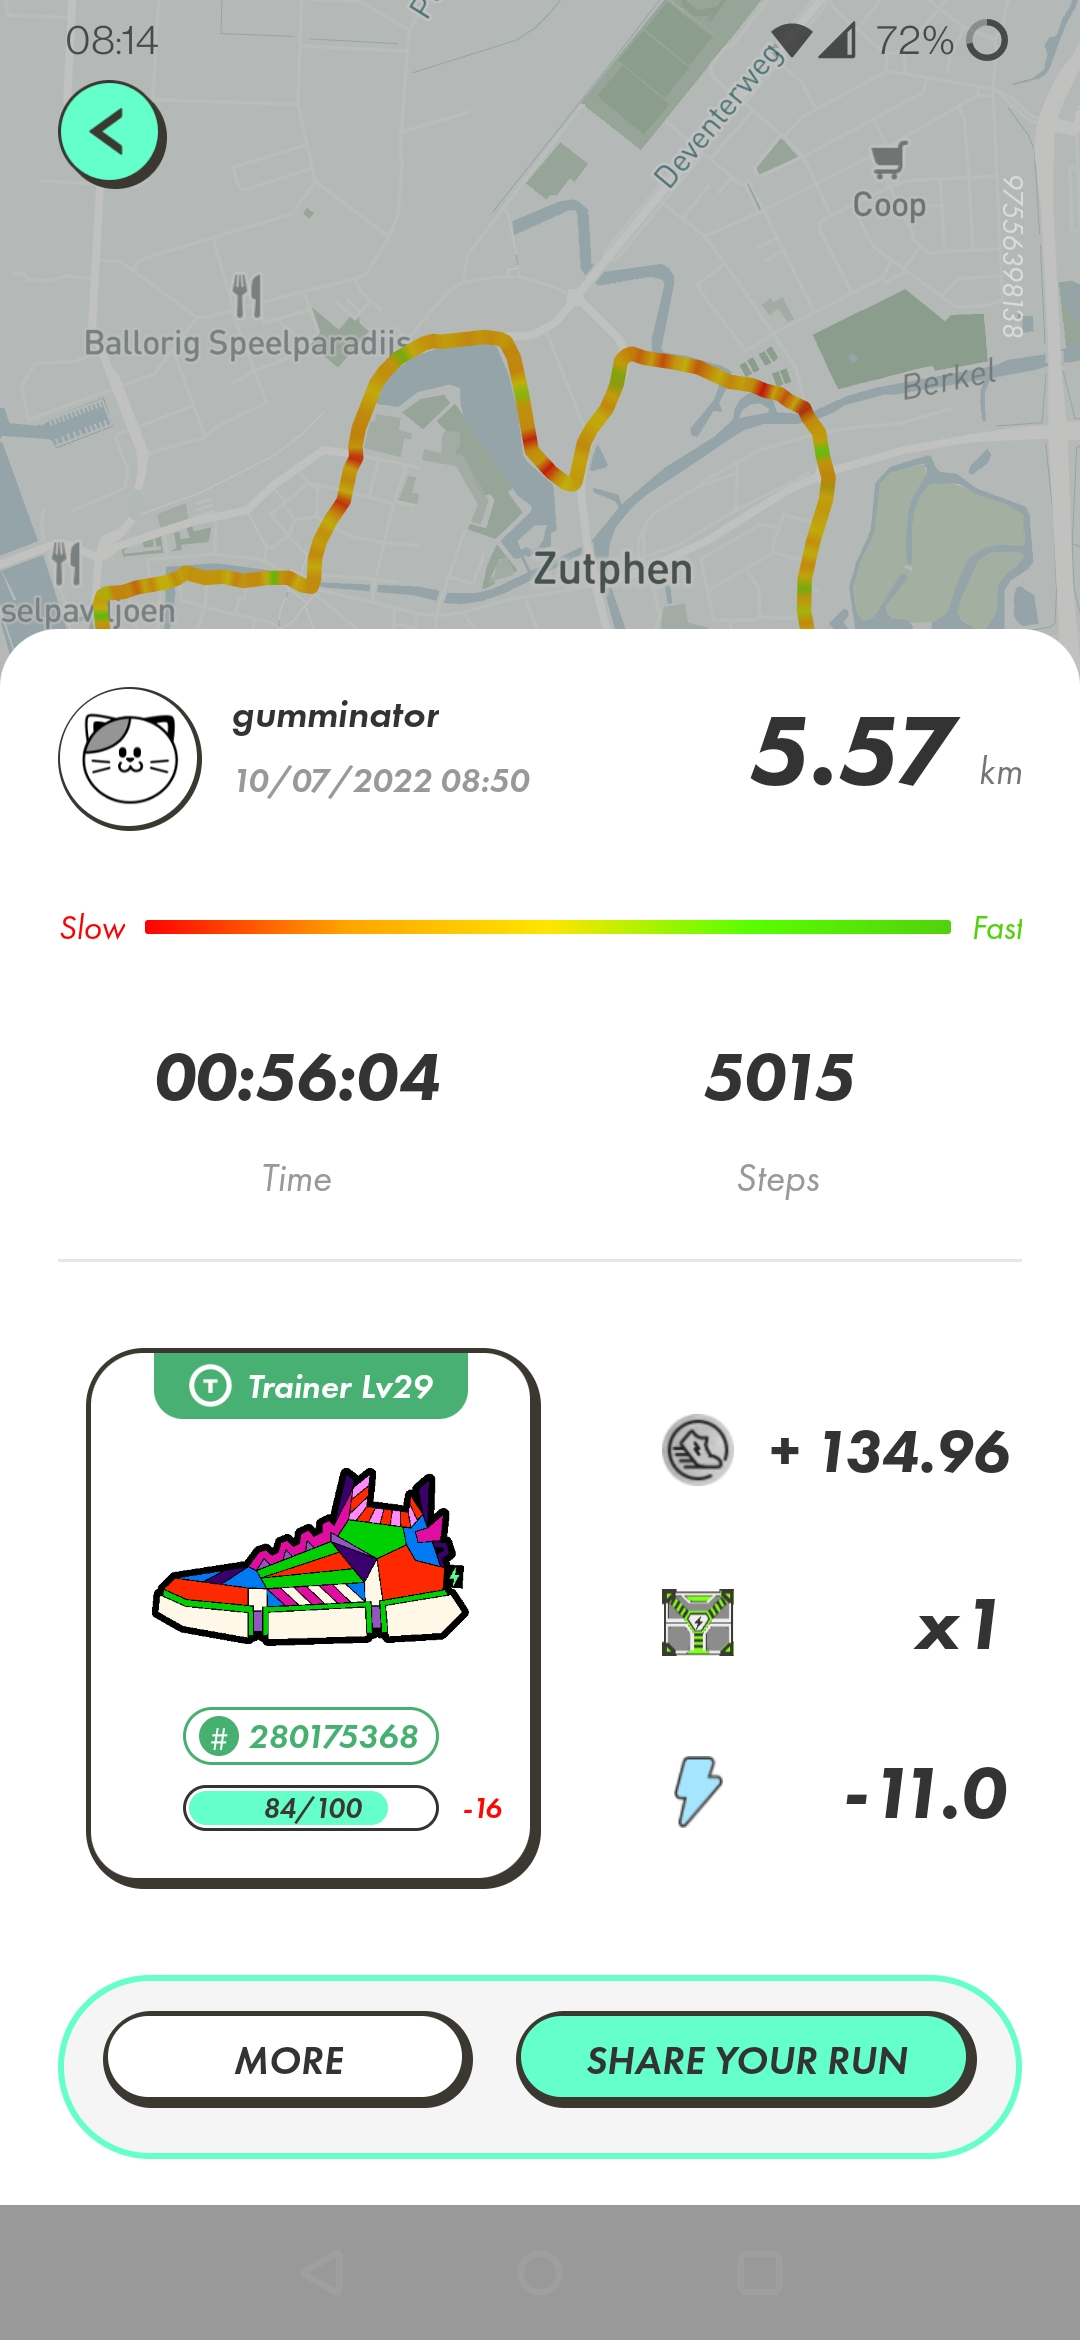 08:14
72%
<
Deventerweg
Coop
97556398138
Ballorig Speelparadijs
Berkel
Zutphen
selpaviljoen
gumminator
10/07/2022 08:50
5.57 km
Slow
Fast
00:56:04
5015
Time
Steps
T Trainer Lv29
+ 134.96
x1
# 280175368
84/100
-16
-11.0
MORE
SHARE YOUR RUN